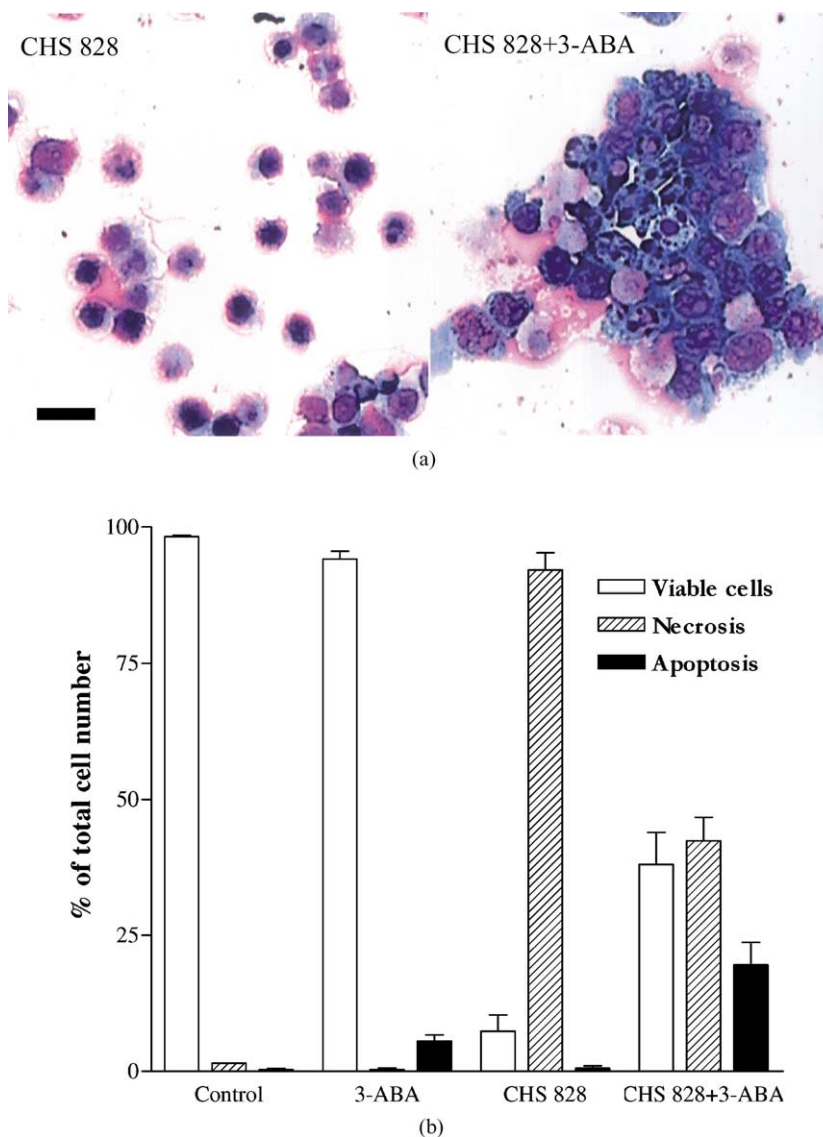 CHS 828
CHS 828+3-ABA
(a)
100
75
50
25
0
% of total cell number
Viable cells
Necrosis
Apoptosis
Control
3-ABA
CHS 828
CHS 828+3-ABA
(b)